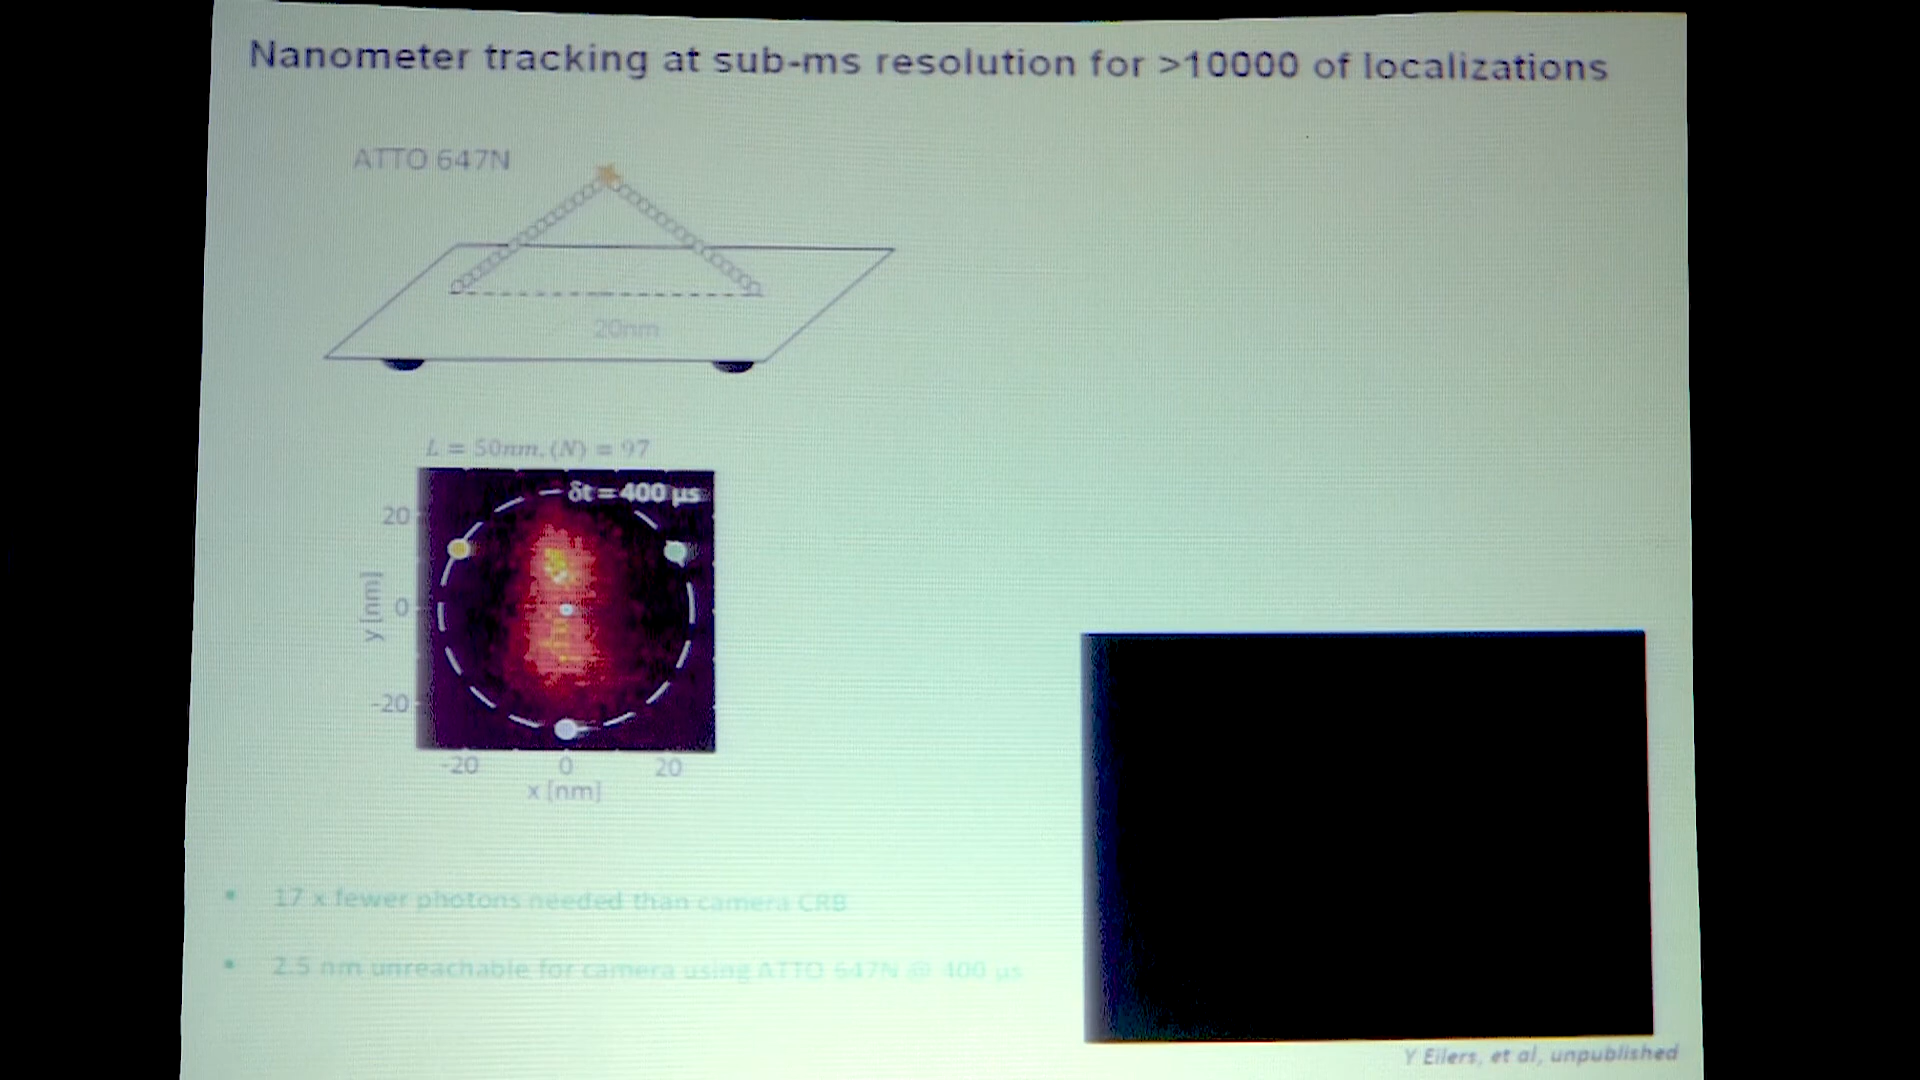 Nanometer tracking at sub-ms resolution for >10000 of localizations
ATTO 647N
20nm
L = 50nm. ⟨N⟩ = 97
δt = 400 µs
20
0
-20
y [nm]
-20 0 20
x [nm]
• 17 x fewer photons needed than camera CRB
• 2.5 nm unreachable for camera using ATTO 647N @ 400 µs
Y Eilers, et al, unpublished